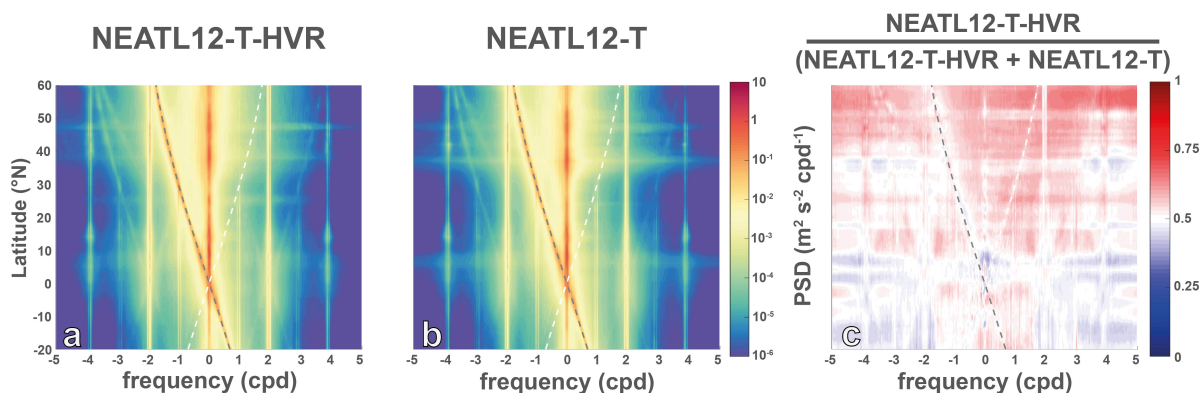 NEATL12-T-HVR
NEATL12-T
NEATL12-T-HVR
(NEATL12-T-HVR + NEATL12-T)
Latitude (°N)
60
50
40
30
20
10
0
-10
-20
a
-5 -4 -3 -2 -1 0 1 2 3 4 5
frequency (cpd)
b
-5 -4 -3 -2 -1 0 1 2 3 4 5
frequency (cpd)
10
1
10-1
10-2
10-3
10-4
10-5
10-6
PSD (m² s⁻² cpd⁻¹)
c
-5 -4 -3 -2 -1 0 1 2 3 4 5
frequency (cpd)
1
0.75
0.5
0.25
0